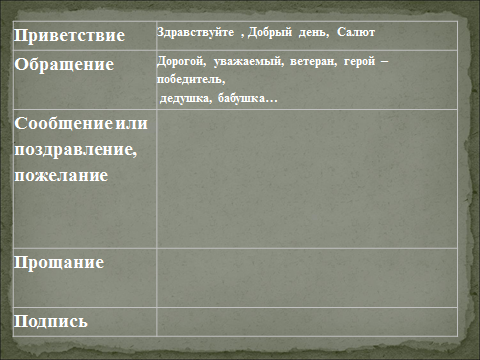 Приветствие
Здравствуйте , Добрый день, Салют
Обращение
Дорогой, уважаемый, ветеран, герой –
победитель,
дедушка, бабушка…
Сообщение или
поздравление,
пожелание
Прощание
Подпись